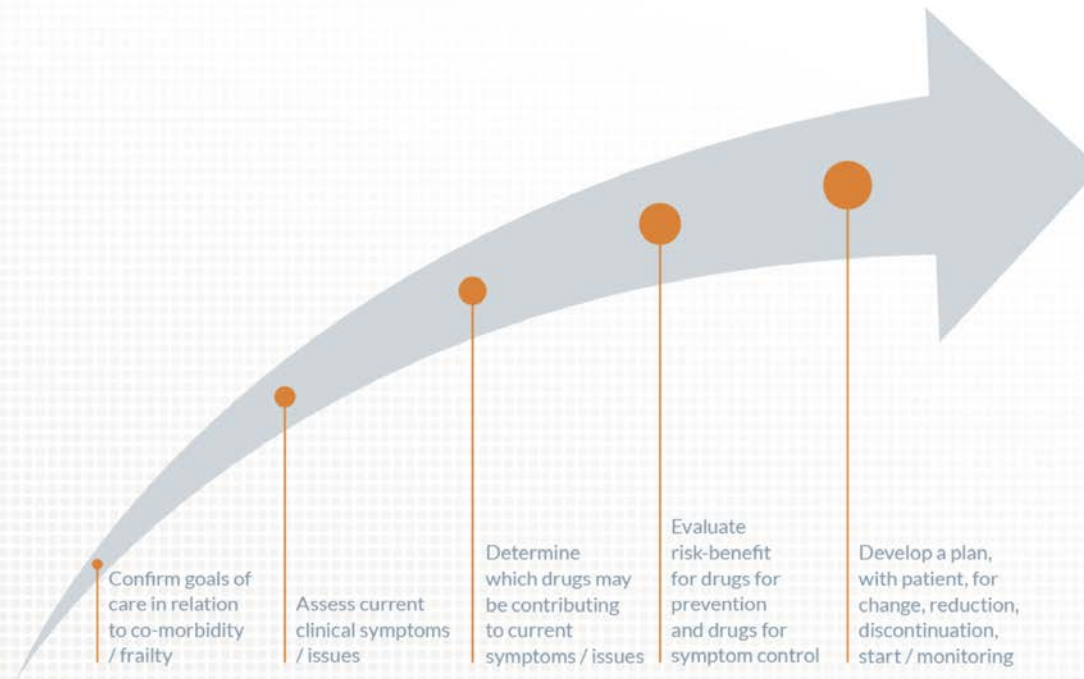 Confirm goals of
care in relation
to co-morbidity
/ frailty
Assess current
clinical symptoms
/ issues
Determine
which drugs may
be contributing
to current
symptoms / issues
Evaluate
risk-benefit
for drugs for
prevention
and drugs for
symptom control
Develop a plan,
with patient, for
change, reduction,
discontinuation,
start / monitoring